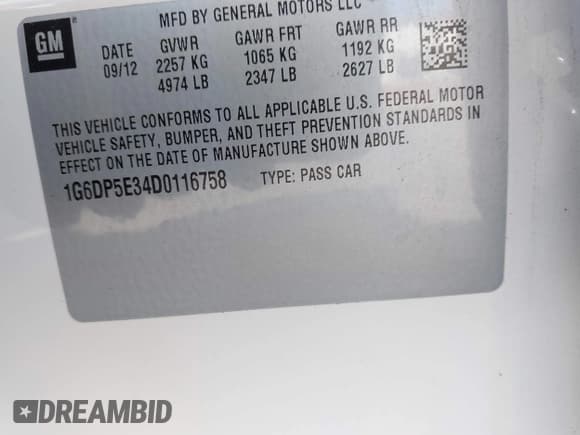 MFD BY GENERAL MOTORS LLC
GM
DATE GVWR GAWR FRT GAWR RR
09/12 2257 KG 1065 KG 1192 KG
4974 LB 2347 LB 2627 LB
THIS VEHICLE CONFORMS TO ALL APPLICABLE U.S. FEDERAL MOTOR
VEHICLE SAFETY, BUMPER, AND THEFT PREVENTION STANDARDS IN
EFFECT ON THE DATE OF MANUFACTURE SHOWN ABOVE.
1G6DP5E34D0116758 TYPE: PASS CAR
DREAMBID